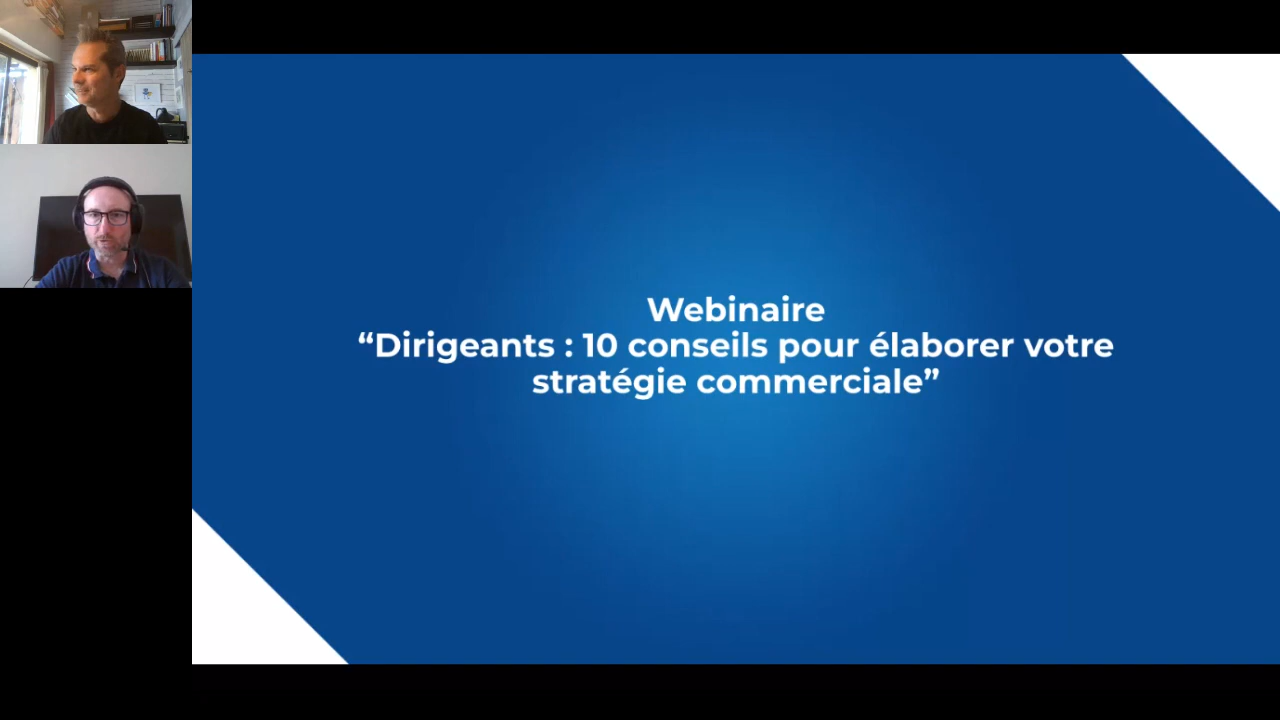 Webinaire
“Dirigeants : 10 conseils pour élaborer votre
stratégie commerciale”